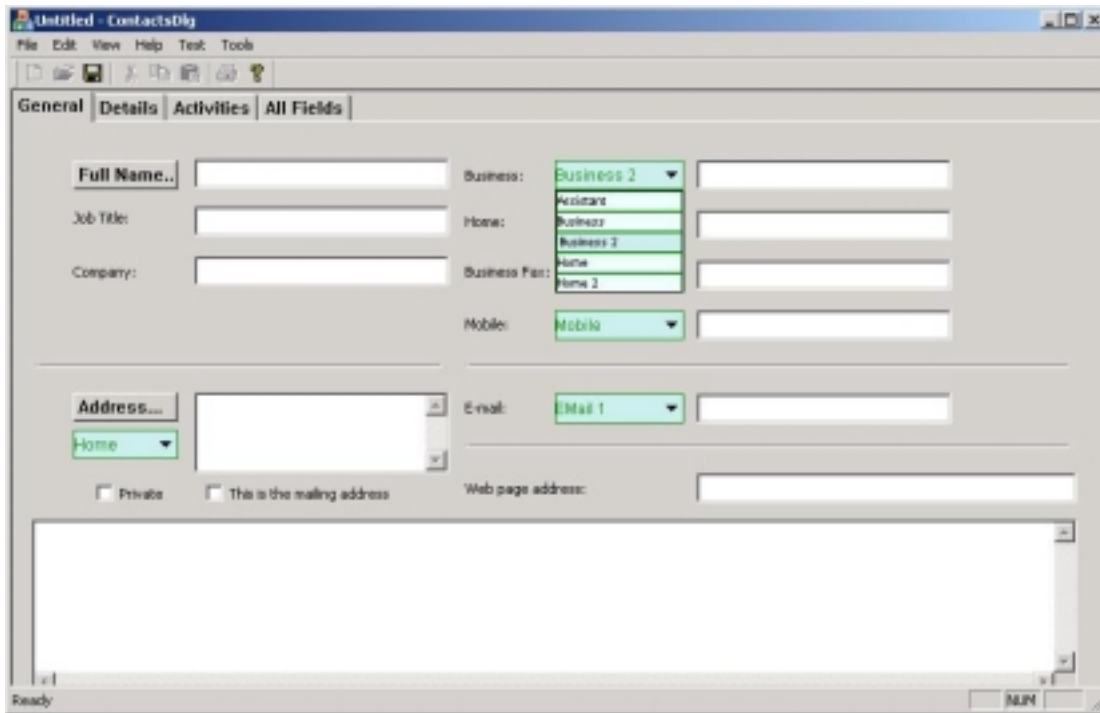 Untitled - ContactsDlg
File Edit View Help Test Tools
General Details Activities All Fields
Full Name.. Business: Business 2
Assistant
Job Title: Home: Business
Business 2
Company: Business Fax: Home
Home 2
Mobile: Mobile
Address.... E-mail: EMail 1
Home
Private This is the mailing address Web page address:
Ready NUM